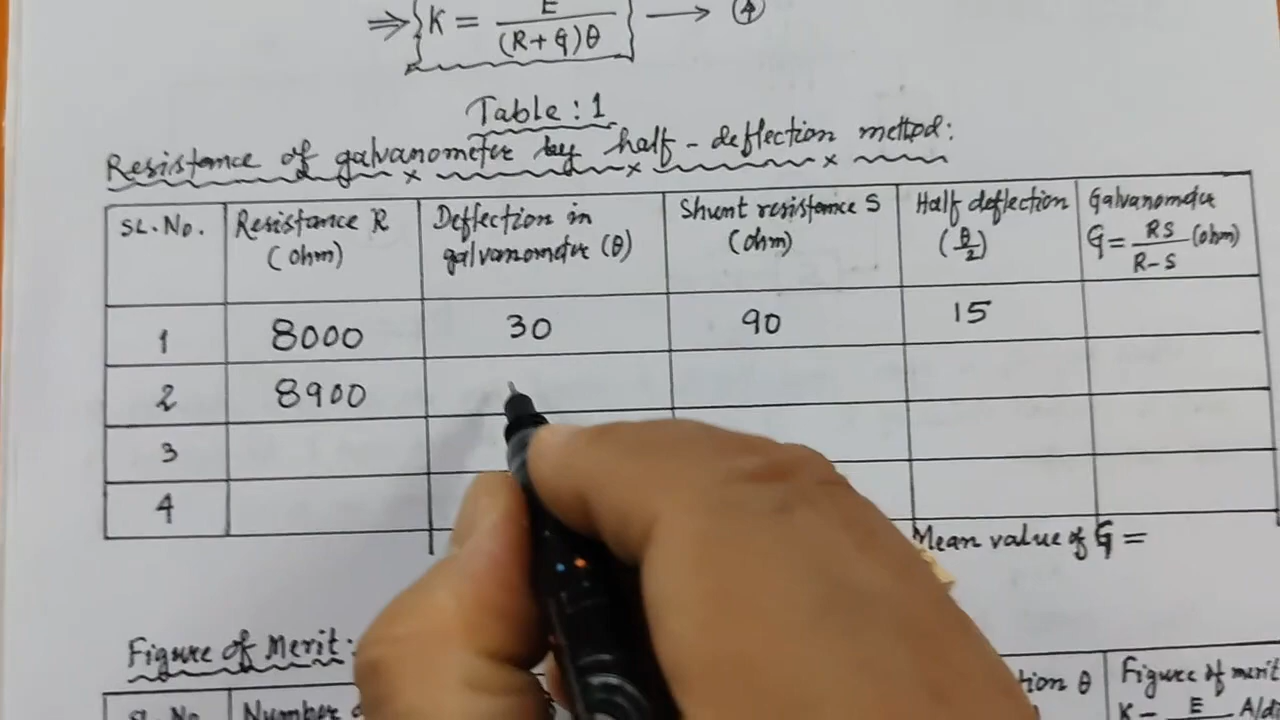 ⇒ K = E / (R + G)θ → ④
Table : 1
Resistance of galvanometer by half - deflection method:
SL. No. | Resistance R (ohm) | Deflection in galvanometer (θ) | Shunt resistance S (ohm) | Half deflection (θ/2) | Galvanometer G = RS / R-S (ohm)
1 | 8000 | 30 | 90 | 15
2 | 8900
3
4
Mean value of G =
Figure of Merit:
SL. No | Number | tion θ | Figure of merit
K = E A/di